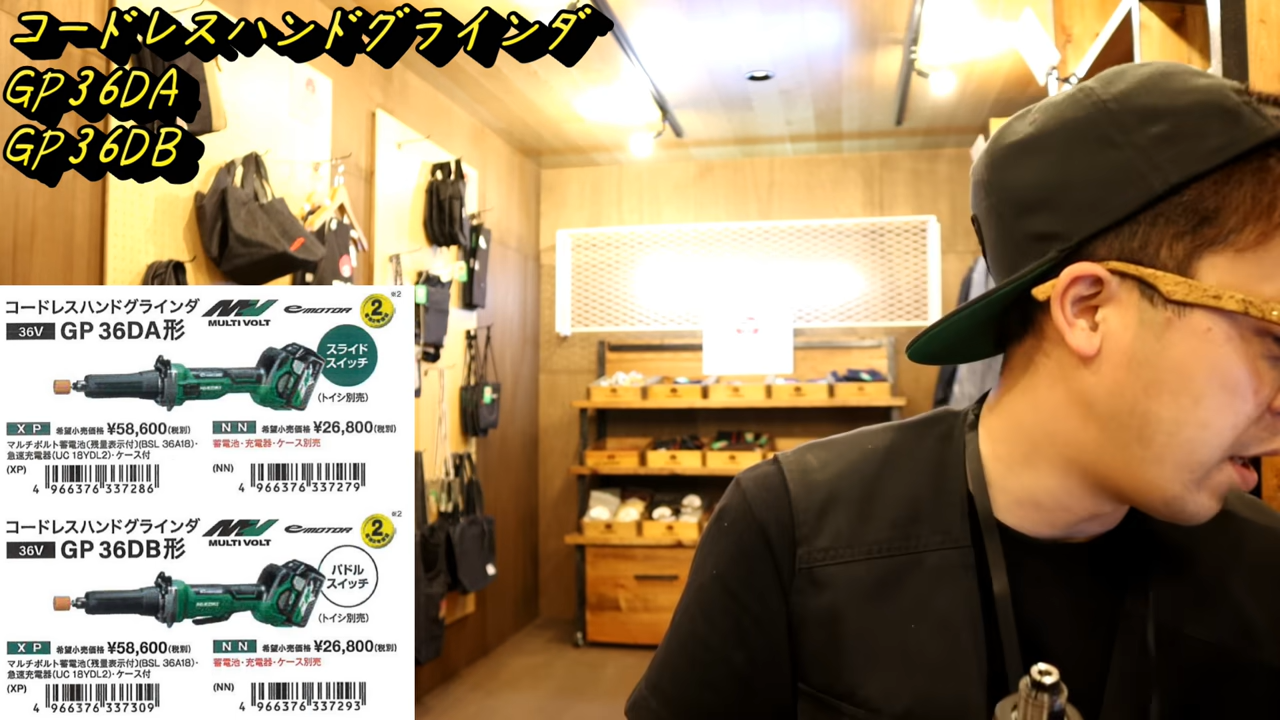 コードレスハンドグラインダ
GP36DA
GP36DB
コードレスハンドグラインダ MV MULTI VOLT eMOTOR 2 ※2
36V GP 36DA形
スライド
スイッチ
(トイシ別売)
XP 希望小売価格 ¥58,600(税別)
マルチボルト蓄電池(残量表示付)(BSL 36A18)・
急速充電器(UC 18YDL2)・ケース付
(XP)
4 966376 337286
NN 希望小売価格 ¥26,800(税別)
蓄電池・充電器・ケース別売
(NN)
4 966376 337279
コードレスハンドグラインダ MV MULTI VOLT eMOTOR 2 ※2
36V GP 36DB形
パドル
スイッチ
(トイシ別売)
XP 希望小売価格 ¥58,600(税別)
マルチボルト蓄電池(残量表示付)(BSL 36A18)・
急速充電器(UC 18YDL2)・ケース付
(XP)
4 966376 337309
NN 希望小売価格 ¥26,800(税別)
蓄電池・充電器・ケース別売
(NN)
4 966376 337293